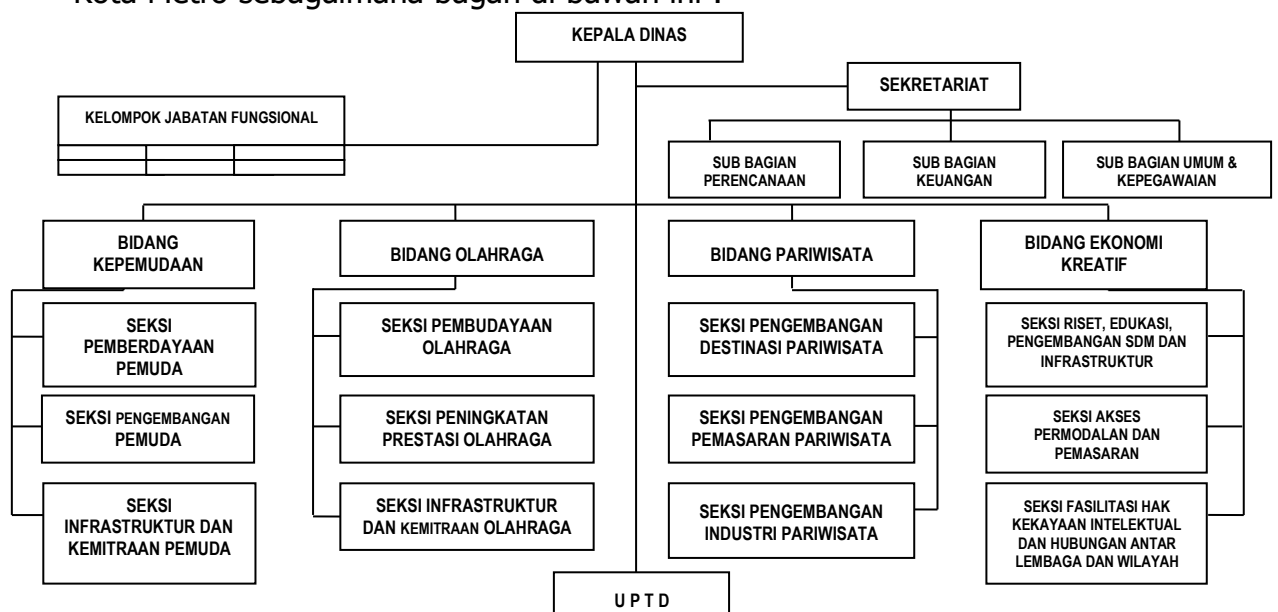 Kota Metro sebagaimana bagan di bawah ini :
KEPALA DINAS
SEKRETARIAT
KELOMPOK JABATAN FUNGSIONAL
SUB BAGIAN
PERENCANAAN
SUB BAGIAN
KEUANGAN
SUB BAGIAN UMUM &
KEPEGAWAIAN
BIDANG
KEPEMUDAAN
BIDANG OLAHRAGA
BIDANG PARIWISATA
BIDANG EKONOMI
KREATIF
SEKSI
PEMBERDAYAAN
PEMUDA
SEKSI PEMBUDAYAAN
OLAHRAGA
SEKSI PENGEMBANGAN
DESTINASI PARIWISATA
SEKSI RISET, EDUKASI,
PENGEMBANGAN SDM DAN
INFRASTRUKTUR
SEKSI PENGEMBANGAN
PEMUDA
SEKSI PENINGKATAN
PRESTASI OLAHRAGA
SEKSI PENGEMBANGAN
PEMASARAN PARIWISATA
SEKSI AKSES
PERMODALAN DAN
PEMASARAN
SEKSI
INFRASTRUKTUR DAN
KEMITRAAN PEMUDA
SEKSI INFRASTRUKTUR
DAN KEMITRAAN OLAHRAGA
SEKSI PENGEMBANGAN
INDUSTRI PARIWISATA
SEKSI FASILITASI HAK
KEKAYAAN INTELEKTUAL
DAN HUBUNGAN ANTAR
LEMBAGA DAN WILAYAH
U P T D